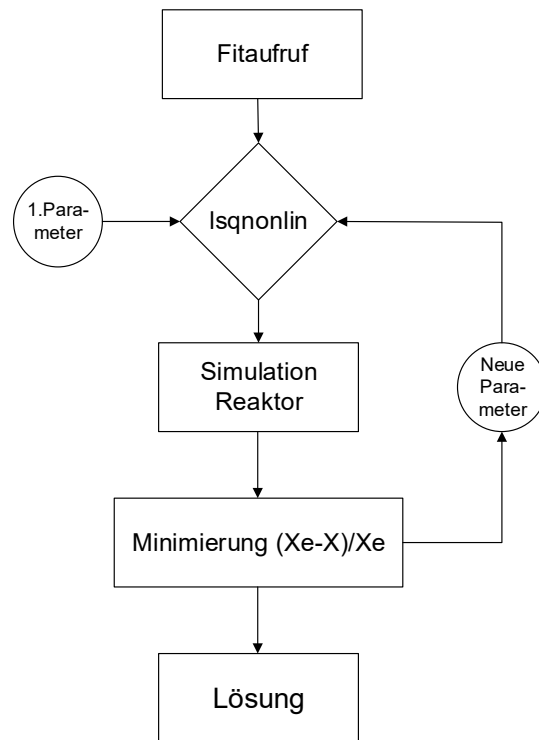 Fitaufruf
1.Para-
meter
lsqnonlin
Simulation
Reaktor
Neue
Para-
meter
Minimierung (Xe-X)/Xe
Lösung